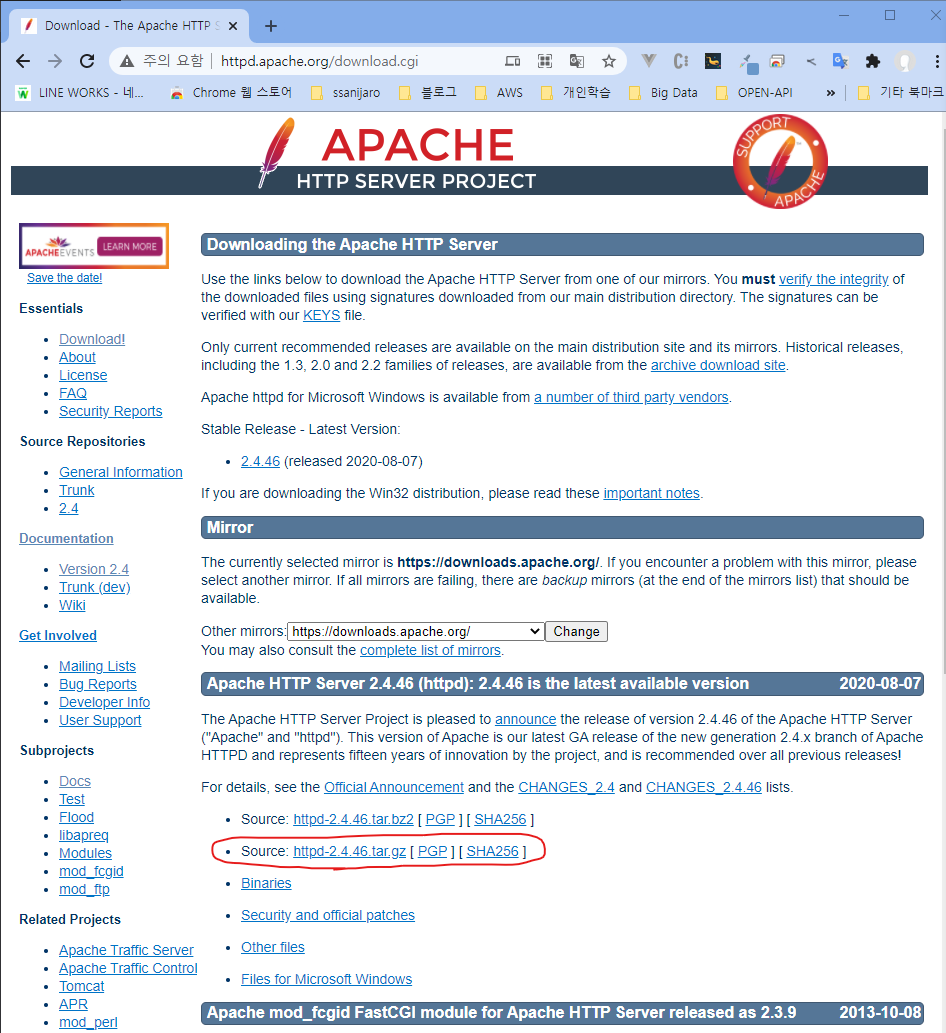 Download - The Apache HTTP S
주의 요함 | httpd.apache.org/download.cgi
LINE WORKS - 네... Chrome 웹 스토어 ssanijaro 블로그 AWS 개인학습 Big Data OPEN-API » 기타 북마크
APACHE
HTTP SERVER PROJECT
SUPPORT APACHE
APACHE EVENTS LEARN MORE
Save the date!
Essentials
Download!
About
License
FAQ
Security Reports
Source Repositories
General Information
Trunk
2.4
Documentation
Version 2.4
Trunk (dev)
Wiki
Get Involved
Mailing Lists
Bug Reports
Developer Info
User Support
Subprojects
Docs
Test
Flood
libapreq
Modules
mod_fcgid
mod_ftp
Related Projects
Apache Traffic Server
Apache Traffic Control
Tomcat
APR
mod_perl
Downloading the Apache HTTP Server
Use the links below to download the Apache HTTP Server from one of our mirrors. You must verify the integrity of
the downloaded files using signatures downloaded from our main distribution directory. The signatures can be
verified with our KEYS file.
Only current recommended releases are available on the main distribution site and its mirrors. Historical releases,
including the 1.3, 2.0 and 2.2 families of releases, are available from the archive download site.
Apache httpd for Microsoft Windows is available from a number of third party vendors.
Stable Release - Latest Version:
2.4.46 (released 2020-08-07)
If you are downloading the Win32 distribution, please read these important notes.
Mirror
The currently selected mirror is https://downloads.apache.org/. If you encounter a problem with this mirror, please
select another mirror. If all mirrors are failing, there are backup mirrors (at the end of the mirrors list) that should be
available.
Other mirrors: https://downloads.apache.org/ Change
You may also consult the complete list of mirrors.
Apache HTTP Server 2.4.46 (httpd): 2.4.46 is the latest available version 2020-08-07
The Apache HTTP Server Project is pleased to announce the release of version 2.4.46 of the Apache HTTP Server
("Apache" and "httpd"). This version of Apache is our latest GA release of the new generation 2.4.x branch of Apache
HTTPD and represents fifteen years of innovation by the project, and is recommended over all previous releases!
For details, see the Official Announcement and the CHANGES_2.4 and CHANGES_2.4.46 lists.
Source: httpd-2.4.46.tar.bz2 [ PGP ] [ SHA256 ]
Source: httpd-2.4.46.tar.gz [ PGP ] [ SHA256 ]
Binaries
Security and official patches
Other files
Files for Microsoft Windows
Apache mod_fcgid FastCGI module for Apache HTTP Server released as 2.3.9 2013-10-08